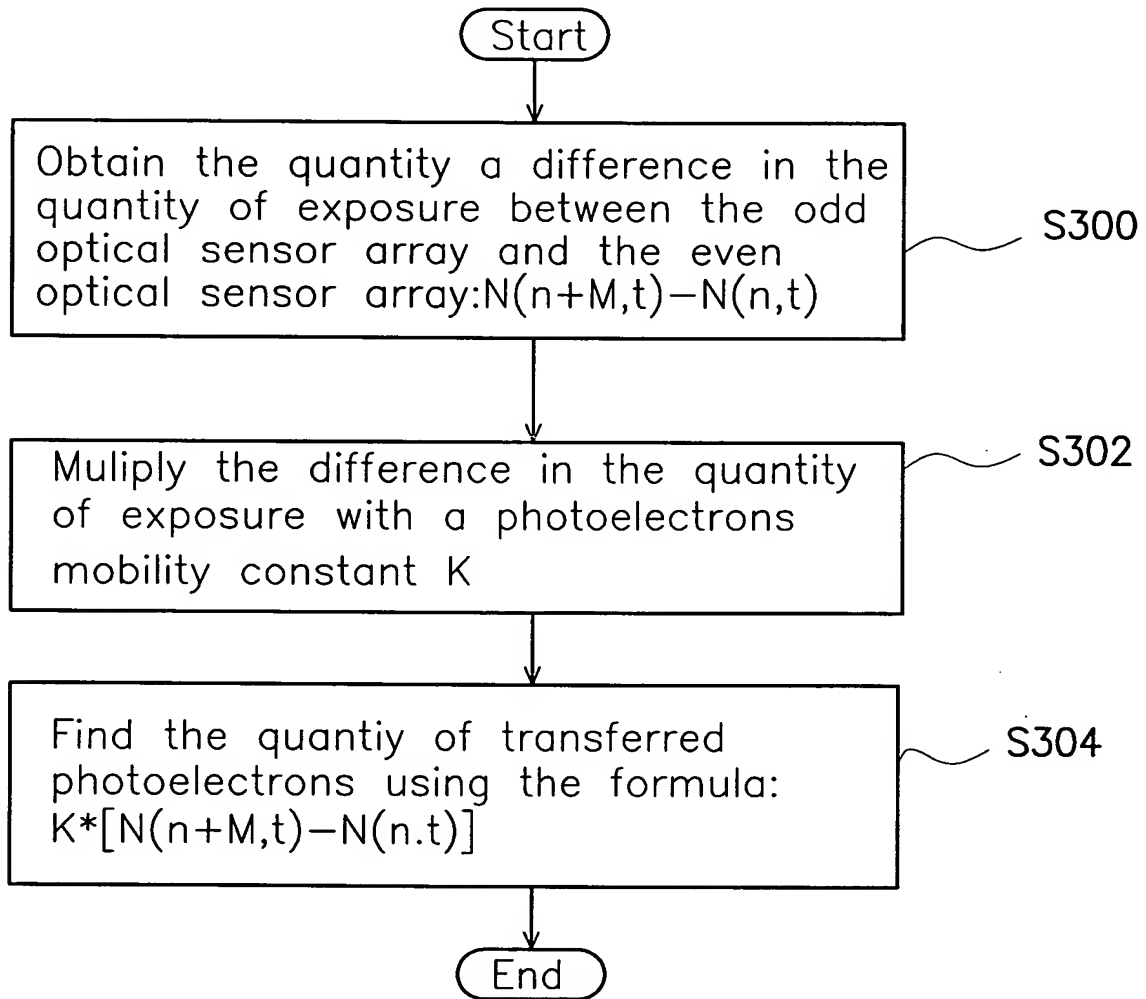 Start
Obtain the quantity a difference in the
quantity of exposure between the odd
optical sensor array and the even
optical sensor array:N(n+M,t)−N(n,t)
S300
Muliply the difference in the quantity
of exposure with a photoelectrons
mobility constant K
S302
Find the quantiy of transferred
photoelectrons using the formula:
K*[N(n+M,t)−N(n.t)]
S304
End